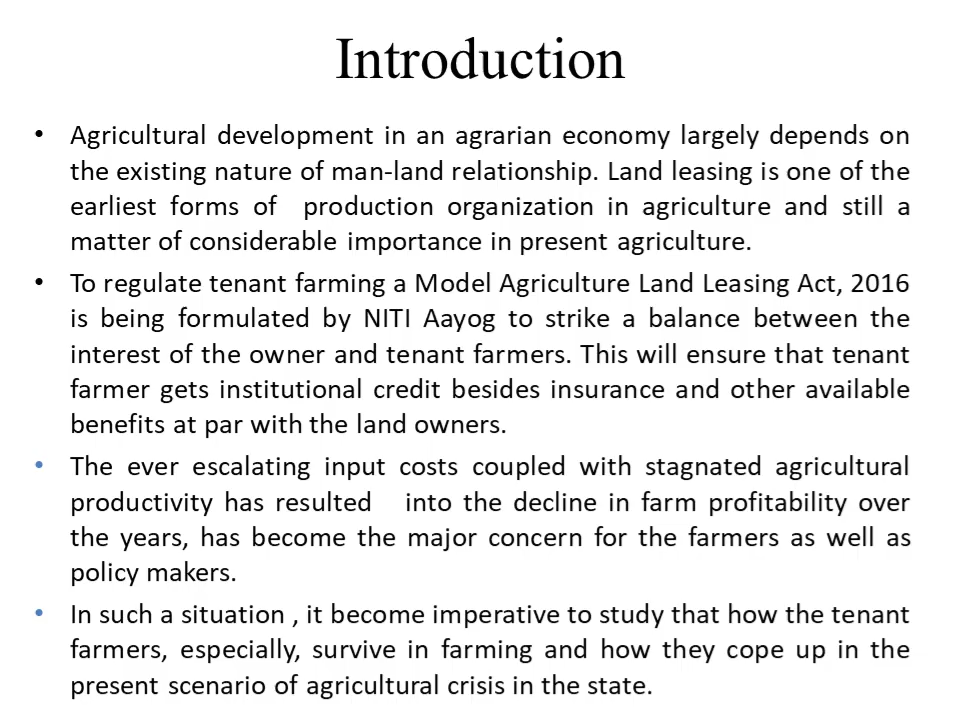 Introduction
• Agricultural development in an agrarian economy largely depends on
the existing nature of man-land relationship. Land leasing is one of the
earliest forms of production organization in agriculture and still a
matter of considerable importance in present agriculture.
• To regulate tenant farming a Model Agriculture Land Leasing Act, 2016
is being formulated by NITI Aayog to strike a balance between the
interest of the owner and tenant farmers. This will ensure that tenant
farmer gets institutional credit besides insurance and other available
benefits at par with the land owners.
• The ever escalating input costs coupled with stagnated agricultural
productivity has resulted into the decline in farm profitability over
the years, has become the major concern for the farmers as well as
policy makers.
• In such a situation , it become imperative to study that how the tenant
farmers, especially, survive in farming and how they cope up in the
present scenario of agricultural crisis in the state.